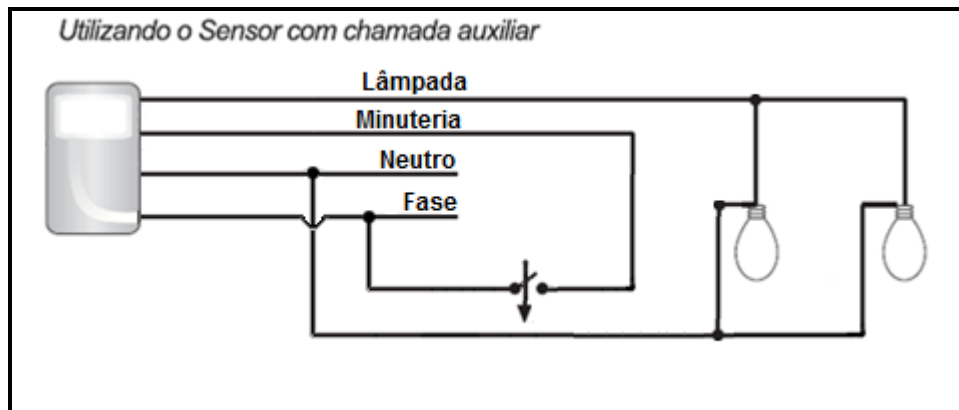 Utilizando o Sensor com chamada auxiliar
Lâmpada
Minuteria
Neutro
Fase